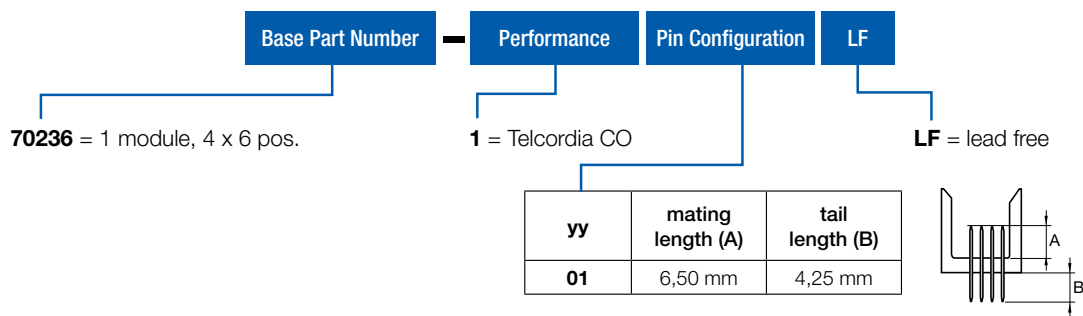 Base Part Number - Performance Pin Configuration LF
70236 = 1 module, 4 x 6 pos.
1 = Telcordia CO
LF = lead free
yy mating length (A) tail length (B)
01 6,50 mm 4,25 mm
A
B